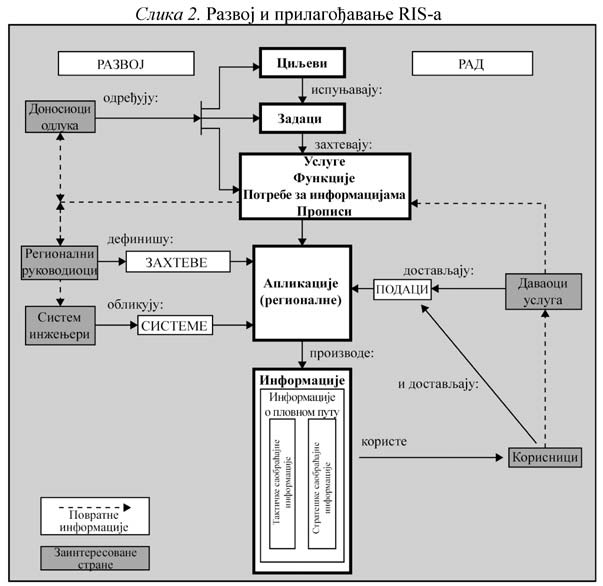 Слика 2. Развој и прилагођавање RIS-а
РАЗВОЈ
Циљеви
РАД
испуњавају:
Доносиоци
одлука
одређују:
Задаци
захтевају:
Услуге
Функције
Потребе за информацијама
Прописи
Регионални
руководиоци
дефинишу:
ЗАХТЕВЕ
Апликације
(регионалне)
достављају:
ПОДАЦИ
Даваоци
услуга
Систем
инжењери
обликују:
СИСТЕМЕ
производе:
Информације
Информације
о пловном путу
Тактичке саобраћајне
информације
Стратешке саобраћајне
информације
и достављају:
користе
Корисници
Повратне
информације
Заинтересоване
стране